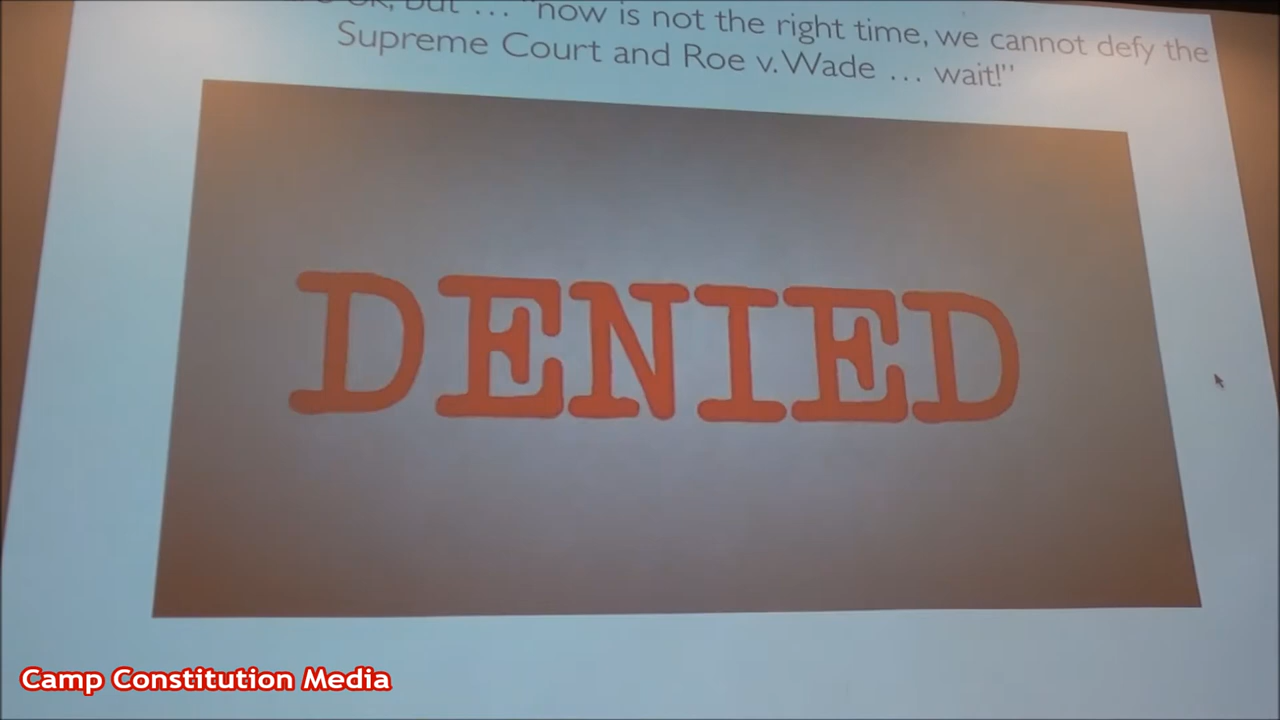 but … "now is not the right time, we cannot defy the
Supreme Court and Roe v. Wade … wait!"
DENIED
Camp Constitution Media